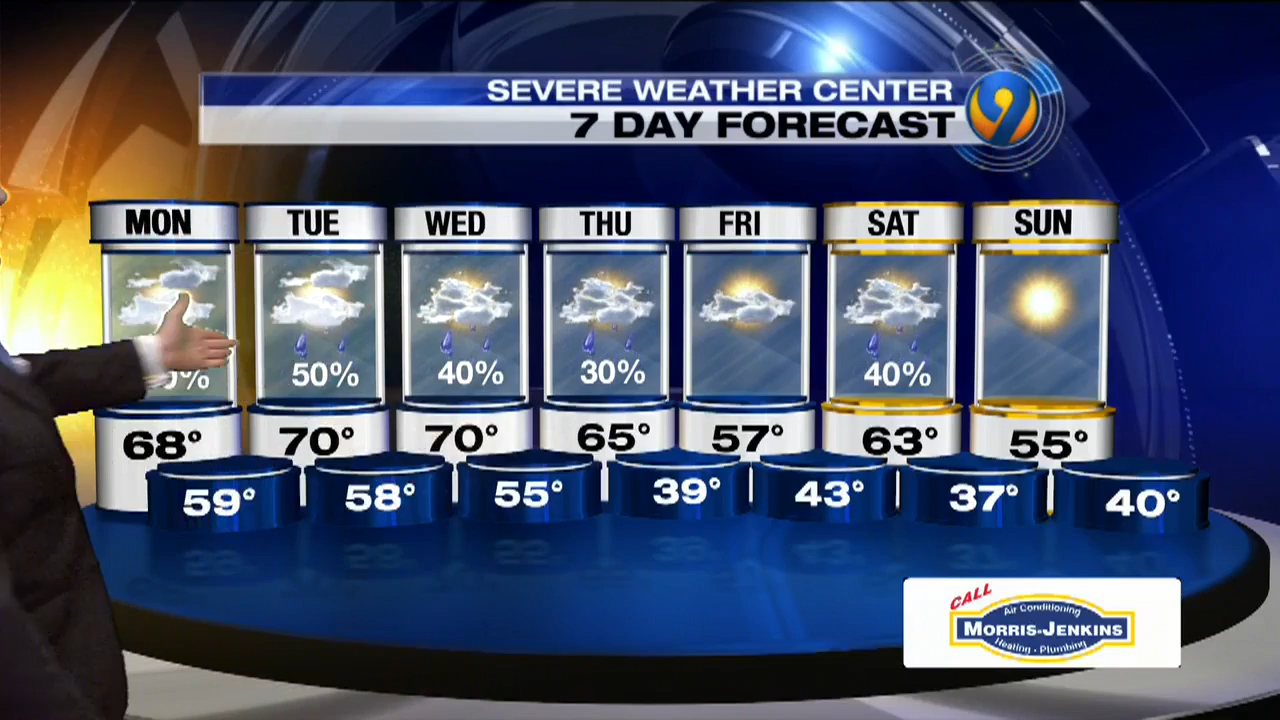 SEVERE WEATHER CENTER
7 DAY FORECAST
9
MON TUE WED THU FRI SAT SUN
50% 40% 30% 40%
68° 70° 70° 65° 57° 63° 55°
59° 58° 55° 39° 43° 37° 40°
CALL
Air Conditioning
MORRIS-JENKINS
Heating - Plumbing